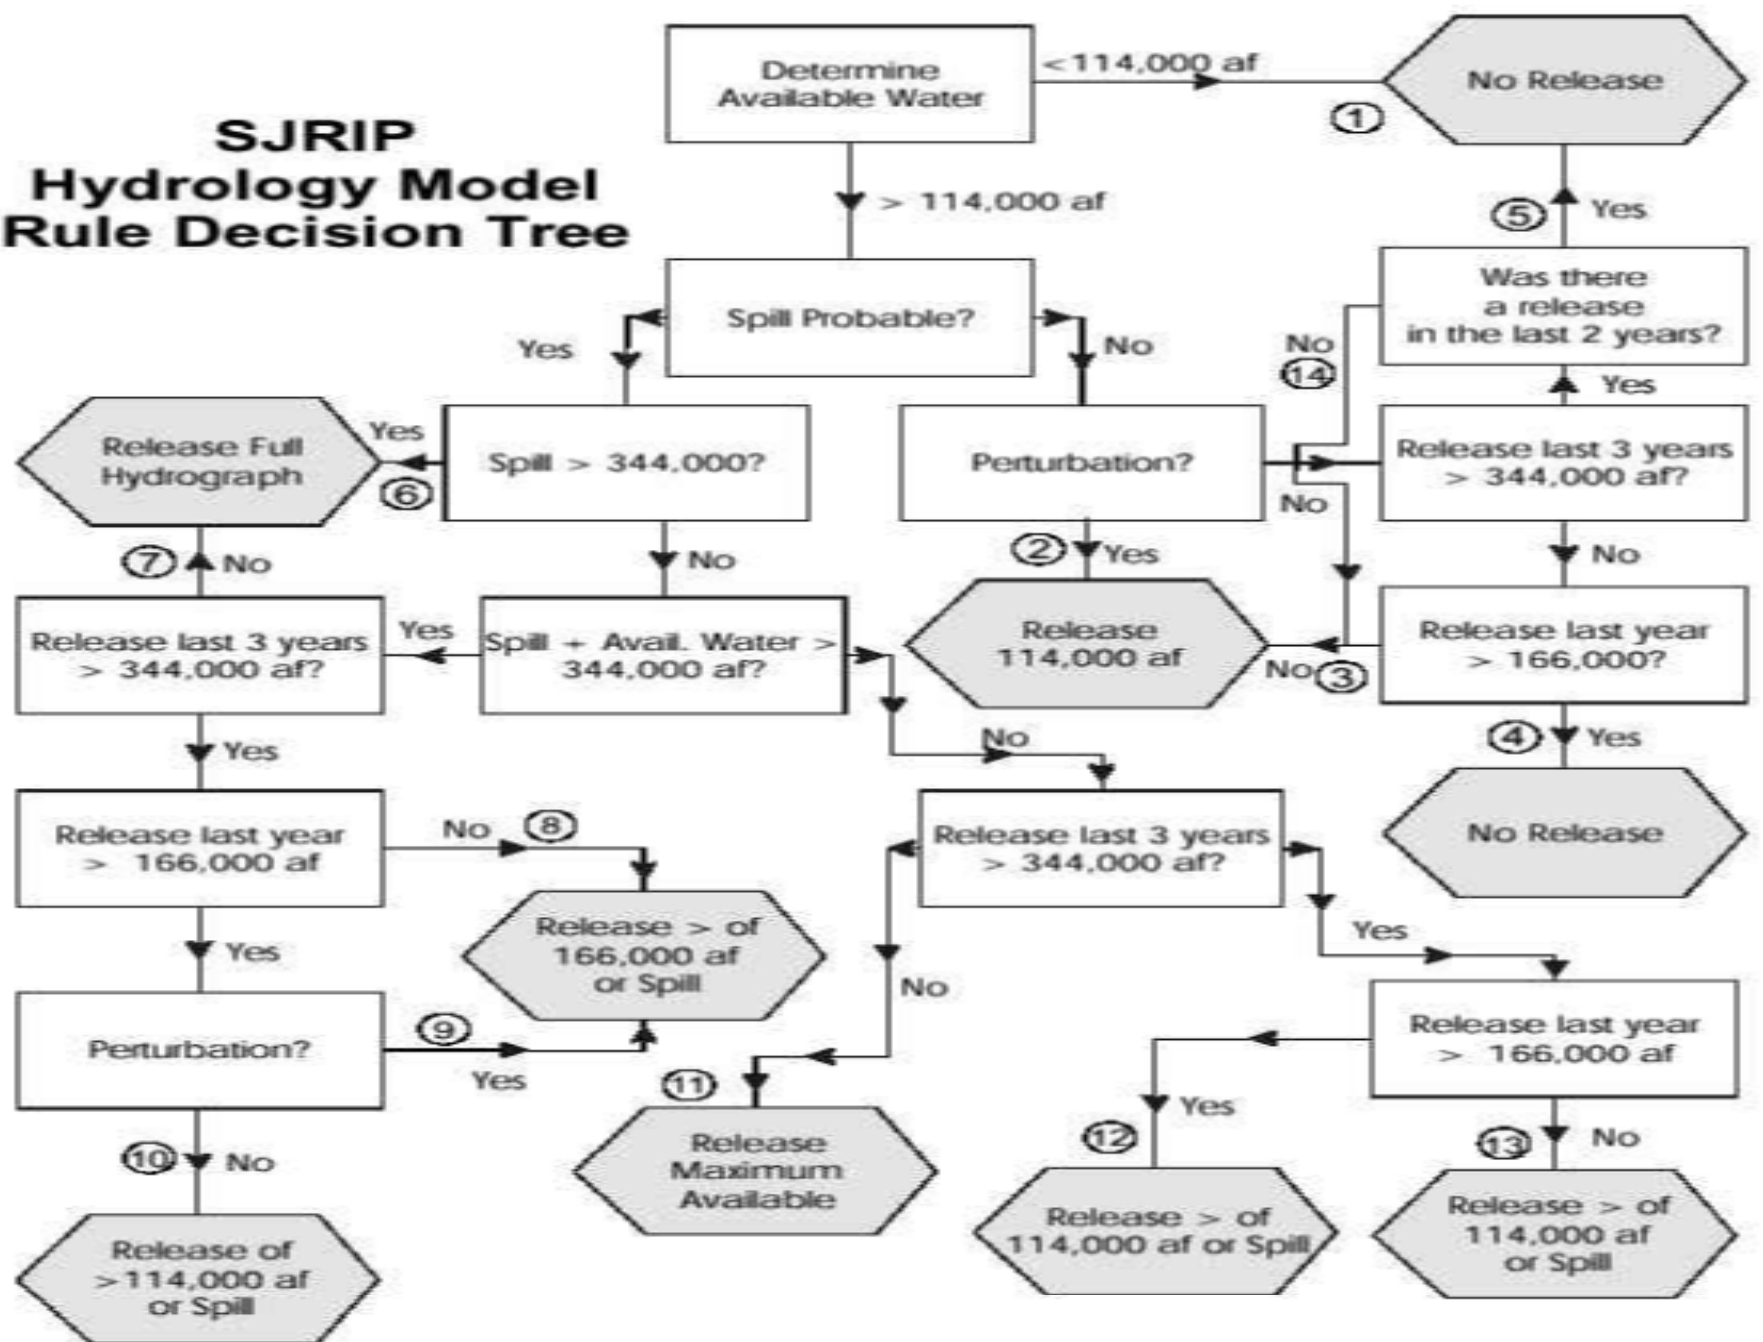 SJRIP
Hydrology Model
Rule Decision Tree
Determine
Available Water
<114,000 af
1
No Release
> 114,000 af
5
Yes
Was there
a release
in the last 2 years?
Spill Probable?
Yes
No
No
14
Yes
Release Full
Hydrograph
Yes
6
Spill > 344,000?
Perturbation?
No
Release last 3 years
> 344,000 af?
7
No
No
2
Yes
No
Release last 3 years
> 344,000 af?
Yes
Spill + Avail. Water >
344,000 af?
Release
114,000 af
No
3
Release last year
> 166,000?
Yes
No
4
Yes
Release last year
> 166,000 af
No
8
Release last 3 years
> 344,000 af?
No Release
Yes
Release > of
166,000 af
or Spill
No
Yes
Perturbation?
9
Yes
Release last year
> 166,000 af
10
No
11
Release
Maximum
Available
Yes
12
13
No
Release of
>114,000 af
or Spill
Release > of
114,000 af or Spill
Release > of
114,000 af
or Spill